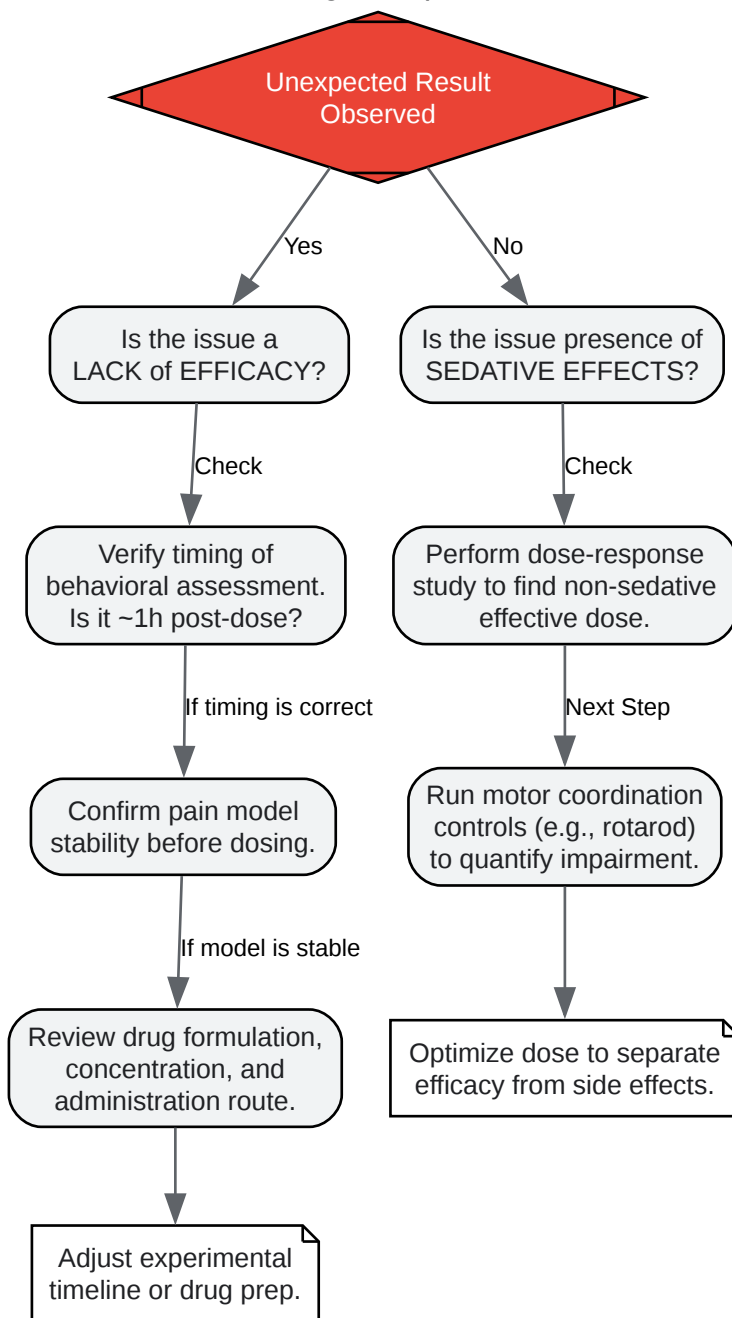 Unexpected Result
Observed
Yes
No
Is the issue a
LACK of EFFICACY?
Is the issue presence of
SEDATIVE EFFECTS?
Check
Check
Verify timing of
behavioral assessment.
Is it ~1h post-dose?
Perform dose-response
study to find non-sedative
effective dose.
If timing is correct
Next Step
Confirm pain model
stability before dosing.
Run motor coordination
controls (e.g., rotarod)
to quantify impairment.
If model is stable
Review drug formulation,
concentration, and
administration route.
Optimize dose to separate
efficacy from side effects.
Adjust experimental
timeline or drug prep.